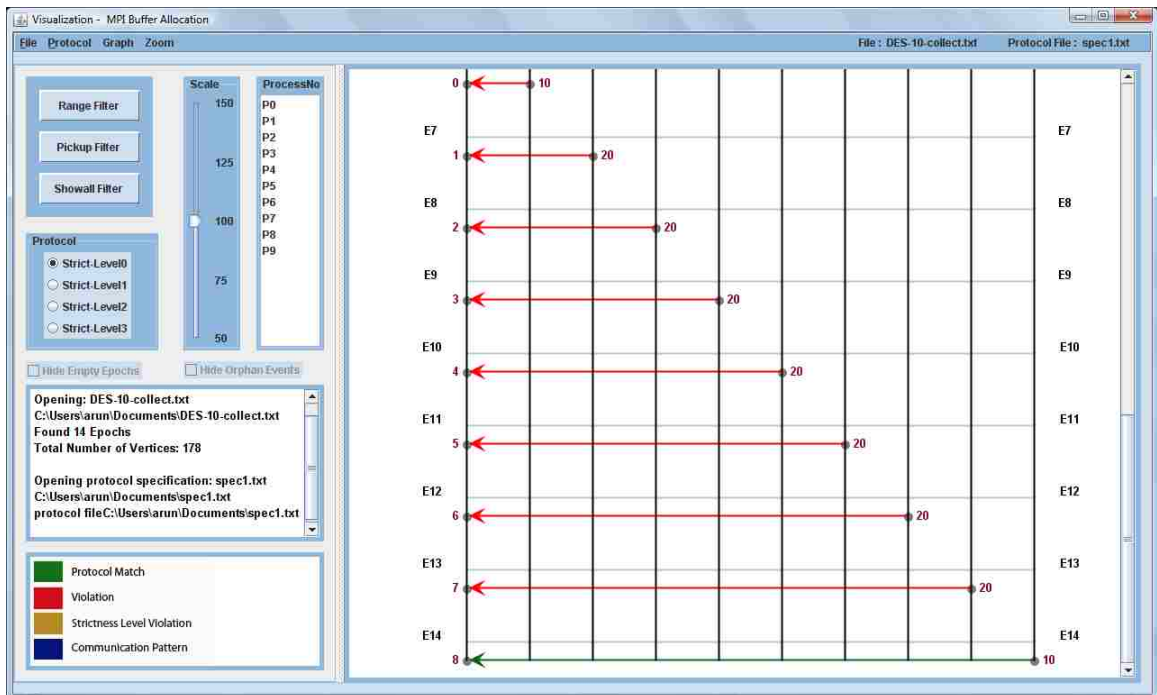 Visualization - MPI Buffer Allocation
File Protocol Graph Zoom File : DES-10-collect.txt Protocol File : spec1.txt
Range Filter
Pickup Filter
Showall Filter
Scale
150
125
100
75
50
ProcessNo
P0
P1
P2
P3
P4
P5
P6
P7
P8
P9
Protocol
Strict-Level0
Strict-Level1
Strict-Level2
Strict-Level3
Hide Empty Epochs
Hide Orphan Events
Opening: DES-10-collect.txt
C:\Users\arun\Documents\DES-10-collect.txt
Found 14 Epochs
Total Number of Vertices: 178
Opening protocol specification: spec1.txt
C:\Users\arun\Documents\spec1.txt
protocol fileC:\Users\arun\Documents\spec1.txt
Protocol Match
Violation
Strictness Level Violation
Communication Pattern
0 10
E7 E7
1 20
E8 E8
2 20
E9 E9
3 20
E10 E10
4 20
E11 E11
5 20
E12 E12
6 20
E13 E13
7 20
E14 E14
8 10